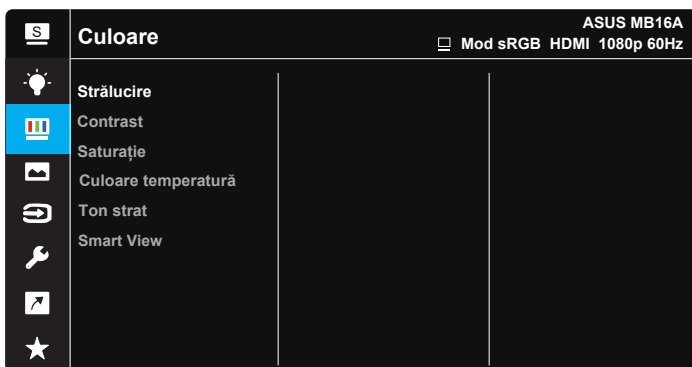 S
Culoare
ASUS MB16A
Mod sRGB HDMI 1080p 60Hz
Strălucire
Contrast
Saturație
Culoare temperatură
Ton strat
Smart View